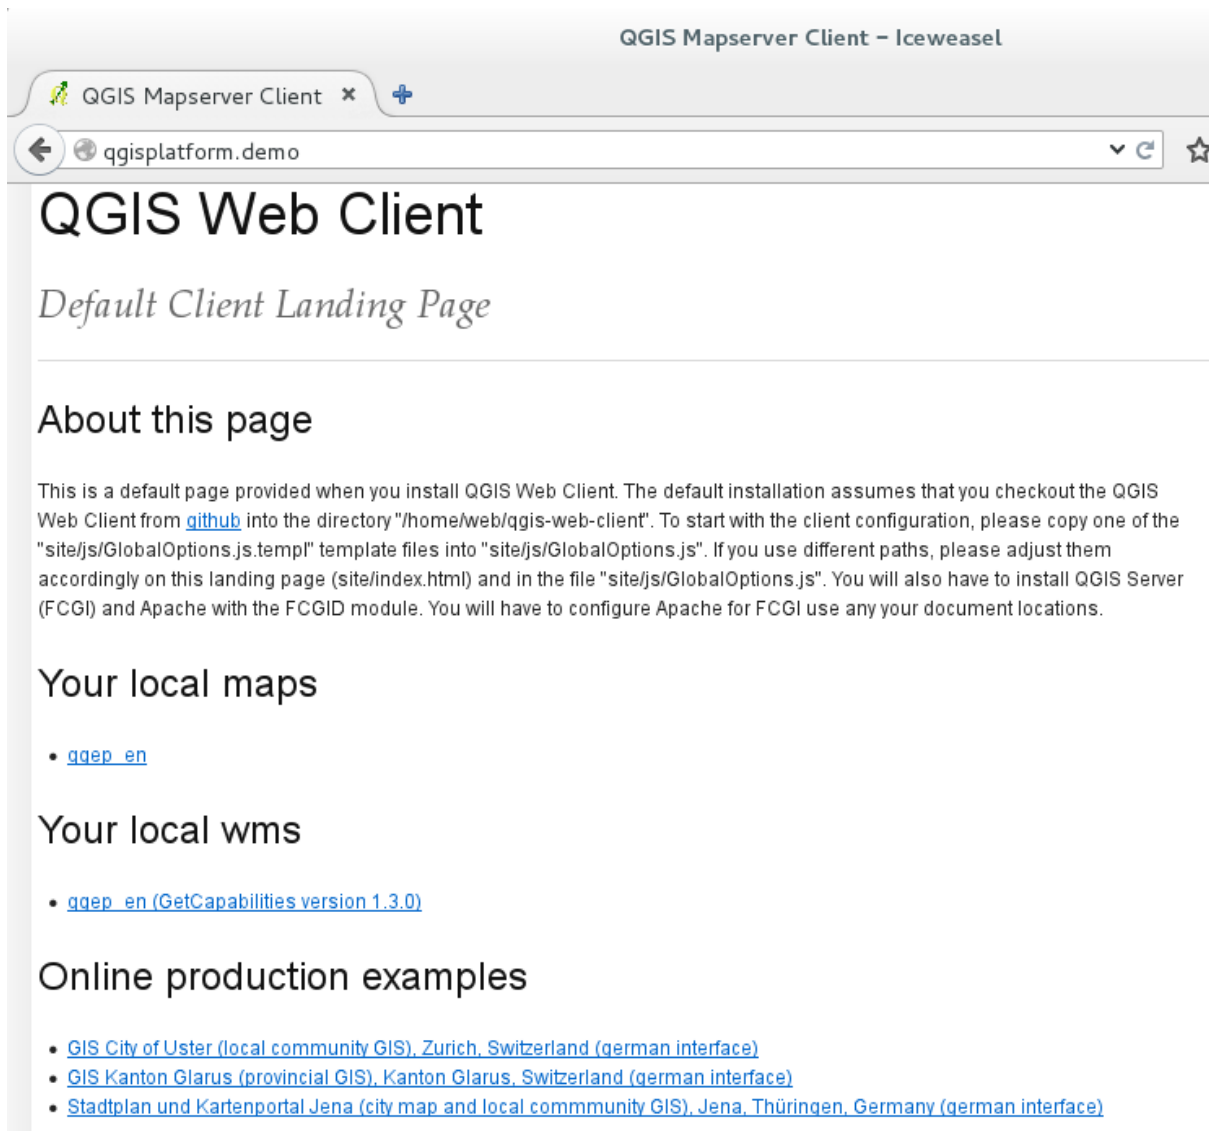 QGIS Mapserver Client - Iceweasel
QGIS Mapserver Client
qgisplatform.demo
QGIS Web Client
Default Client Landing Page
About this page
This is a default page provided when you install QGIS Web Client. The default installation assumes that you checkout the QGIS
Web Client from github into the directory "/home/web/qgis-web-client". To start with the client configuration, please copy one of the
"site/js/GlobalOptions.js.templ" template files into "site/js/GlobalOptions.js". If you use different paths, please adjust them
accordingly on this landing page (site/index.html) and in the file "site/js/GlobalOptions.js". You will also have to install QGIS Server
(FCGI) and Apache with the FCGID module. You will have to configure Apache for FCGI use any your document locations.
Your local maps
• qgep_en
Your local wms
• qgep_en (GetCapabilities version 1.3.0)
Online production examples
• GIS City of Uster (local community GIS), Zurich, Switzerland (german interface)
• GIS Kanton Glarus (provincial GIS), Kanton Glarus, Switzerland (german interface)
• Stadtplan und Kartenportal Jena (city map and local commmunity GIS), Jena, Thüringen, Germany (german interface)